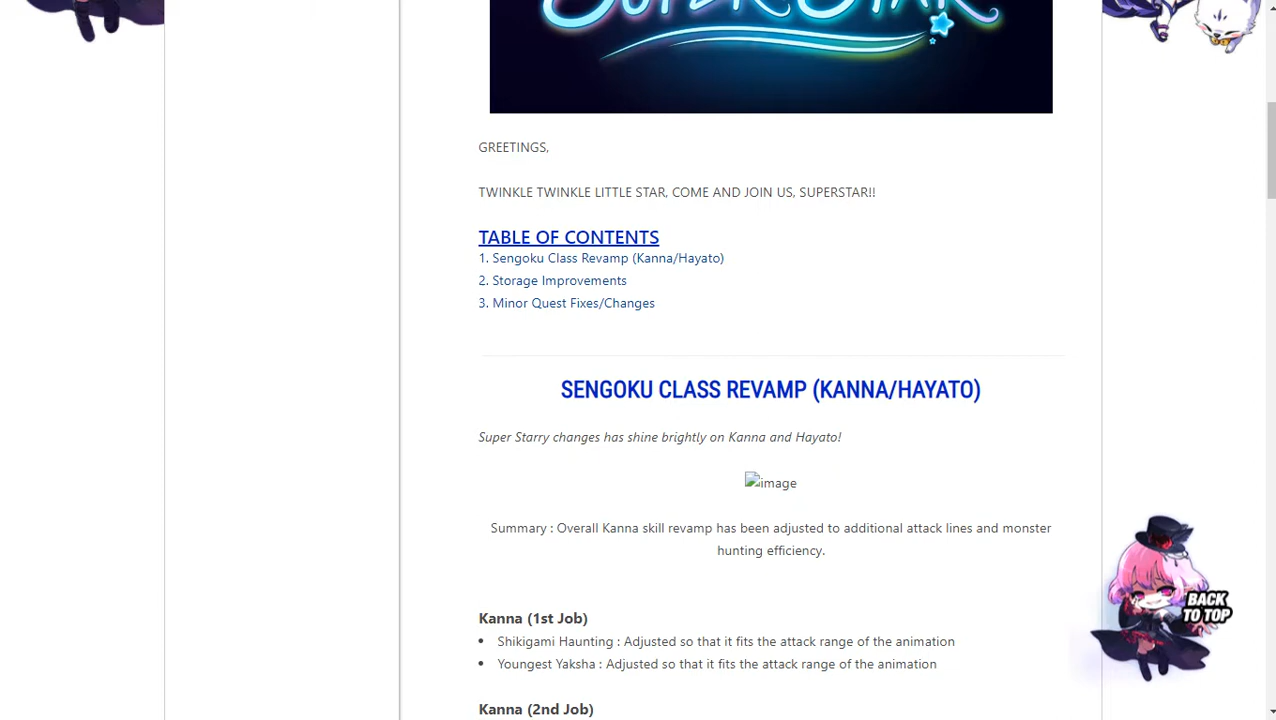 SUPER STAR
GREETINGS,
TWINKLE TWINKLE LITTLE STAR, COME AND JOIN US, SUPERSTAR!!
TABLE OF CONTENTS
1. Sengoku Class Revamp (Kanna/Hayato)
2. Storage Improvements
3. Minor Quest Fixes/Changes
SENGOKU CLASS REVAMP (KANNA/HAYATO)
Super Starry changes has shine brightly on Kanna and Hayato!
image
Summary : Overall Kanna skill revamp has been adjusted to additional attack lines and monster
hunting efficiency.
Kanna (1st Job)
• Shikigami Haunting : Adjusted so that it fits the attack range of the animation
• Youngest Yaksha : Adjusted so that it fits the attack range of the animation
BACK
TO TOP
Kanna (2nd Job)